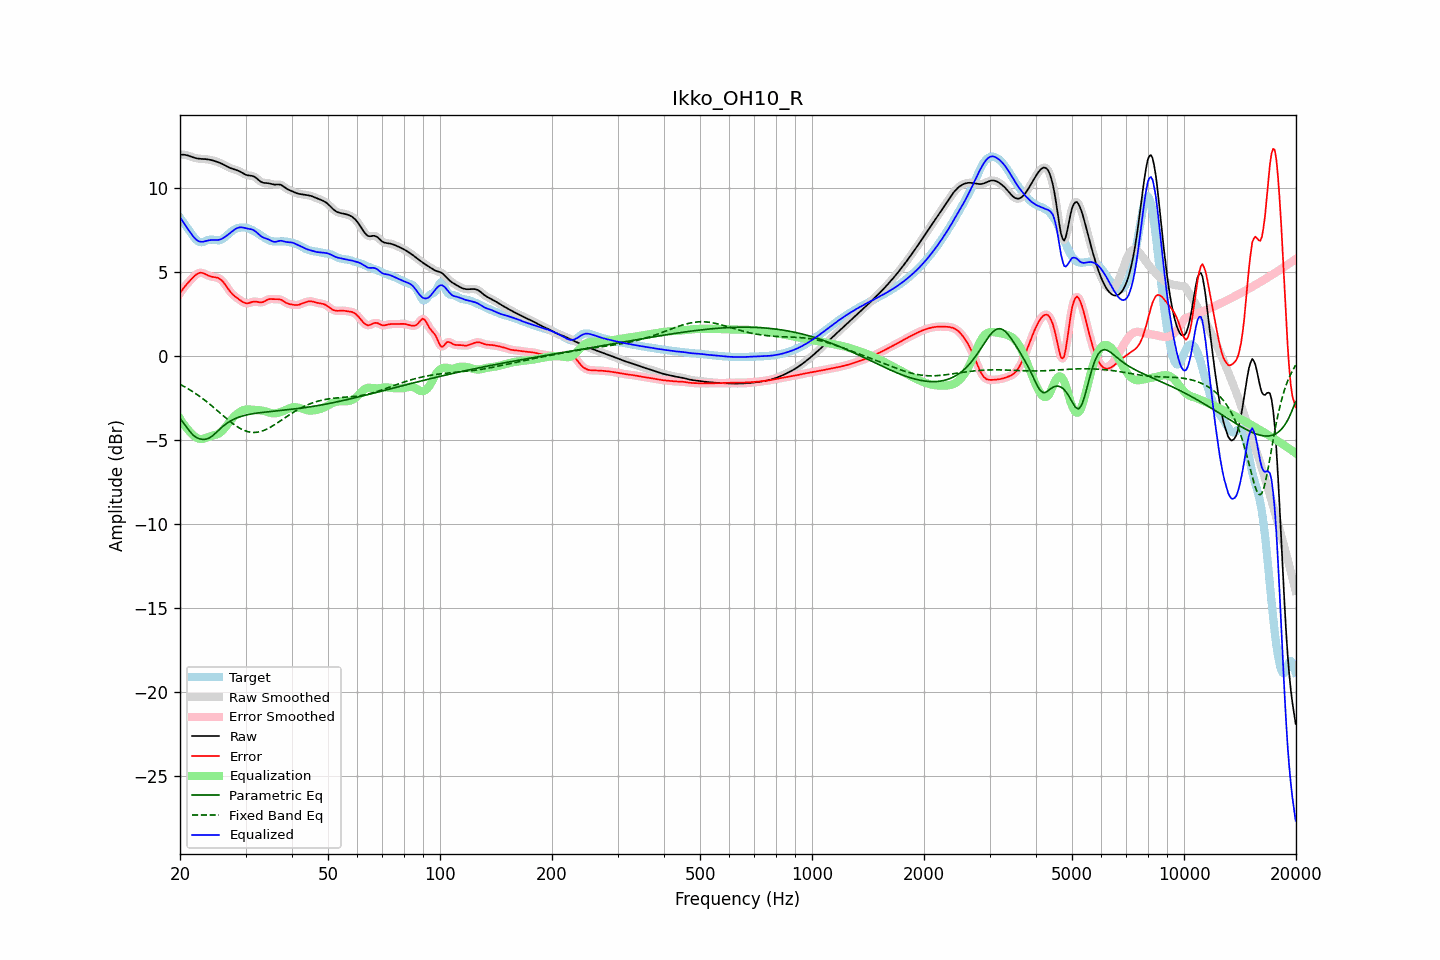 Ikko_OH10_R
Amplitude (dBr)
10
5
0
−5
−10
−15
−20
−25
Target
Raw Smoothed
Error Smoothed
Raw
Error
Equalization
Parametric Eq
Fixed Band Eq
Equalized
20 50 100 200 500 1000 2000 5000 10000 20000
Frequency (Hz)